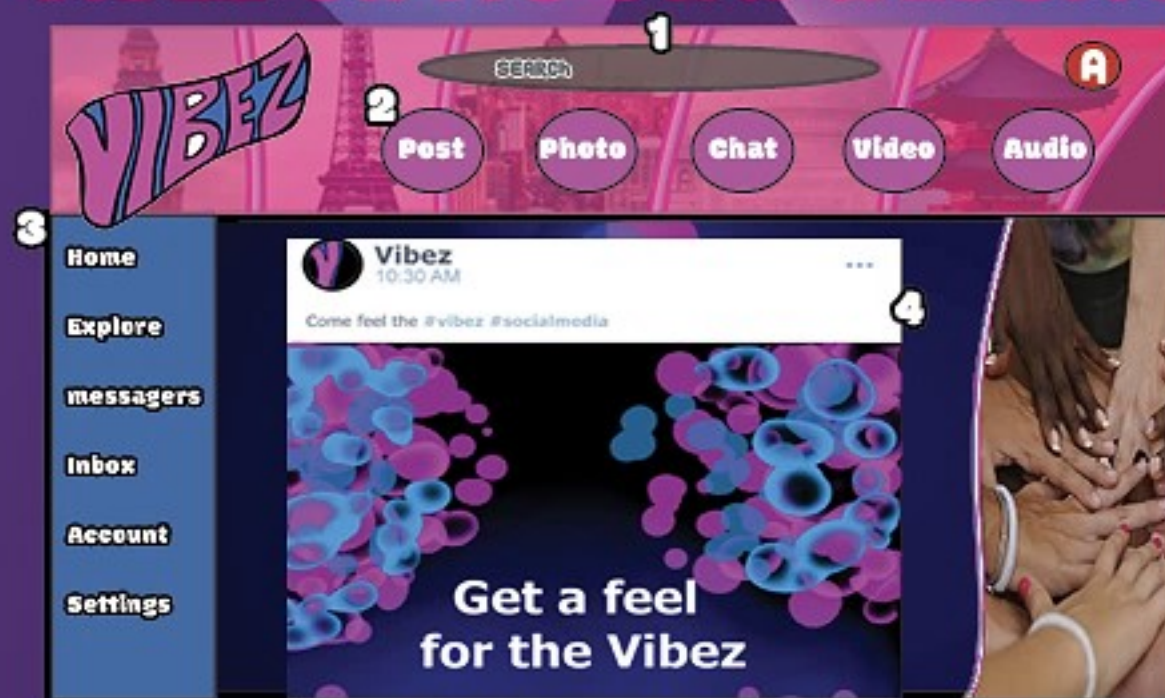 1
SEARCh
A
VIBEZ
2
Post Photo Chat Video Audio
3
Home
Explore
messagers
Inbox
Account
Settings
Vibez
10:30 AM
...
4
Come feel the #vibez #socialmedia
Get a feel
for the Vibez